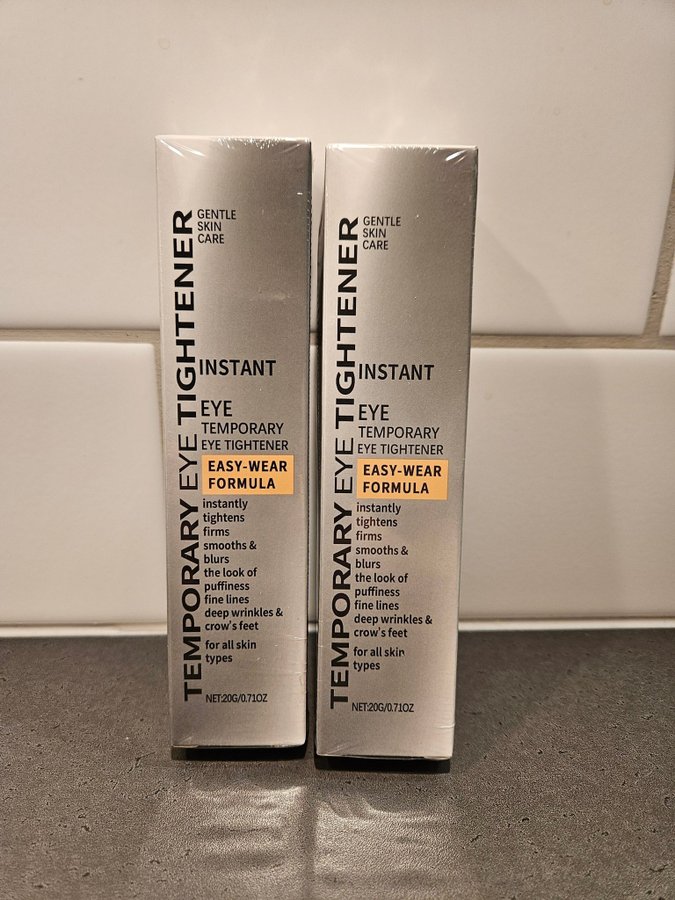 TEMPORARY EYE TIGHTENER
GENTLE
SKIN
CARE
INSTANT
EYE
TEMPORARY
EYE TIGHTENER
EASY-WEAR
FORMULA
instantly
tightens
firms
smooths &
blurs
the look of
puffiness
fine lines
deep wrinkles &
crow's feet
for all skin
types
NET:20G/0.71OZ
TEMPORARY EYE TIGHTENER
GENTLE
SKIN
CARE
INSTANT
EYE
TEMPORARY
EYE TIGHTENER
EASY-WEAR
FORMULA
instantly
tightens
firms
smooths &
blurs
the look of
puffiness
fine lines
deep wrinkles &
crow's feet
for all skin
types
NET:20G/0.71OZ